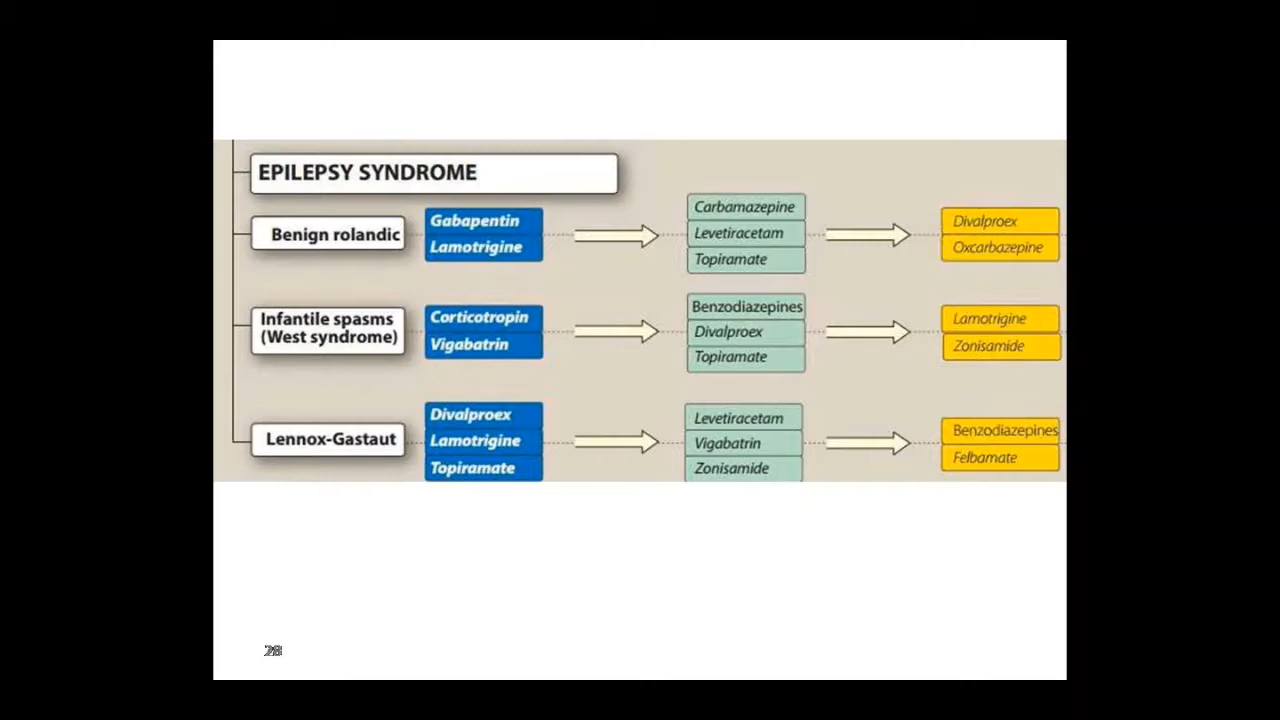 EPILEPSY SYNDROME
Benign rolandic
Gabapentin
Lamotrigine
Carbamazepine
Levetiracetam
Topiramate
Divalproex
Oxcarbazepine
Infantile spasms
(West syndrome)
Corticotropin
Vigabatrin
Benzodiazepines
Divalproex
Topiramate
Lamotrigine
Zonisamide
Lennox-Gastaut
Divalproex
Lamotrigine
Topiramate
Levetiracetam
Vigabatrin
Zonisamide
Benzodiazepines
Felbamate
28